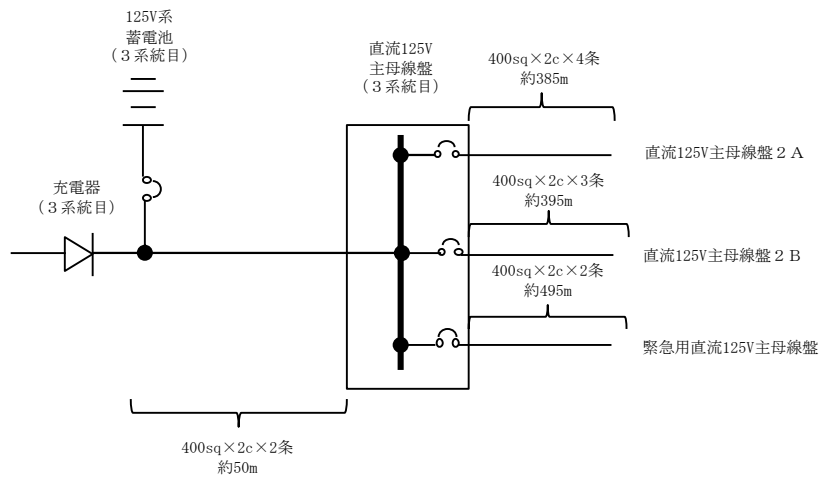 125V系
蓄電池
(３系統目)
直流125V
主母線盤
(３系統目)
400sq×2c×4条
約385m
直流125V主母線盤２Ａ
充電器
(３系統目)
400sq×2c×3条
約395m
直流125V主母線盤２Ｂ
400sq×2c×2条
約495m
緊急用直流125V主母線盤
400sq×2c×2条
約50m